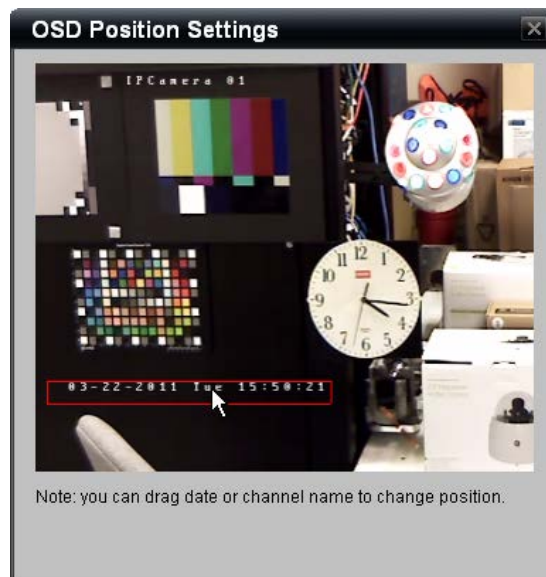 OSD Position Settings
IPCamera 01
12
11 1
10 2
9 3
8 4
7 5
6
03-22-2011 Tue 15:50:21
Note: you can drag date or channel name to change position.